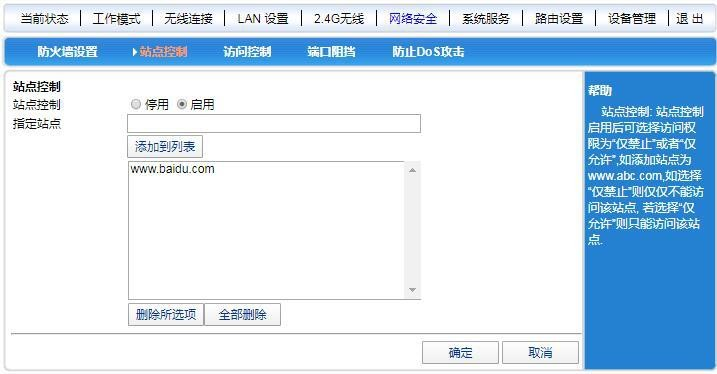 当前状态 工作模式 无线连接 LAN 设置 2.4G无线 网络安全 系统服务 路由设置 设备管理 退 出
防火墙设置 站点控制 访问控制 端口阻挡 防止DoS攻击
站点控制
站点控制 停用 启用
指定站点
添加到列表
www.baidu.com
删除所选项 全部删除
确定 取消
帮助
站点控制: 站点控制
启用后可选择访问权
限为“仅禁止”或者“仅
允许”,如添加站点为
www.abc.com,如选择
“仅禁止”则仅仅不能访
问该站点, 若选择“仅
允许”则只能访问该站
点.